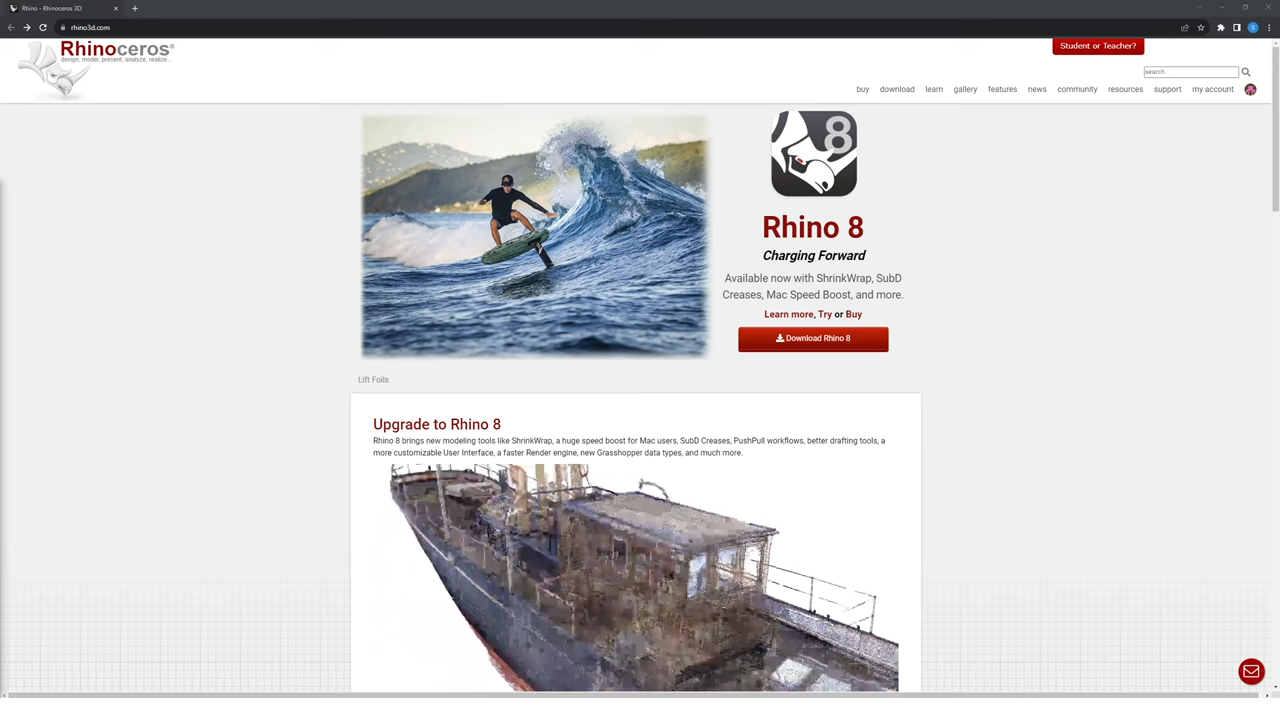 Rhino - Rhinoceros 3D
rhino3d.com
S
Rhinoceros®
design, model, present, analyze, realize...
Student or Teacher?
search
buy download learn gallery features news community resources support my account
8
Rhino 8
Charging Forward
Available now with ShrinkWrap, SubD
Creases, Mac Speed Boost, and more.
Learn more, Try or Buy
Download Rhino 8
Lift Foils
Upgrade to Rhino 8
Rhino 8 brings new modeling tools like ShrinkWrap, a huge speed boost for Mac users, SubD Creases, PushPull workflows, better drafting tools, a
more customizable User Interface, a faster Render engine, new Grasshopper data types, and much more.